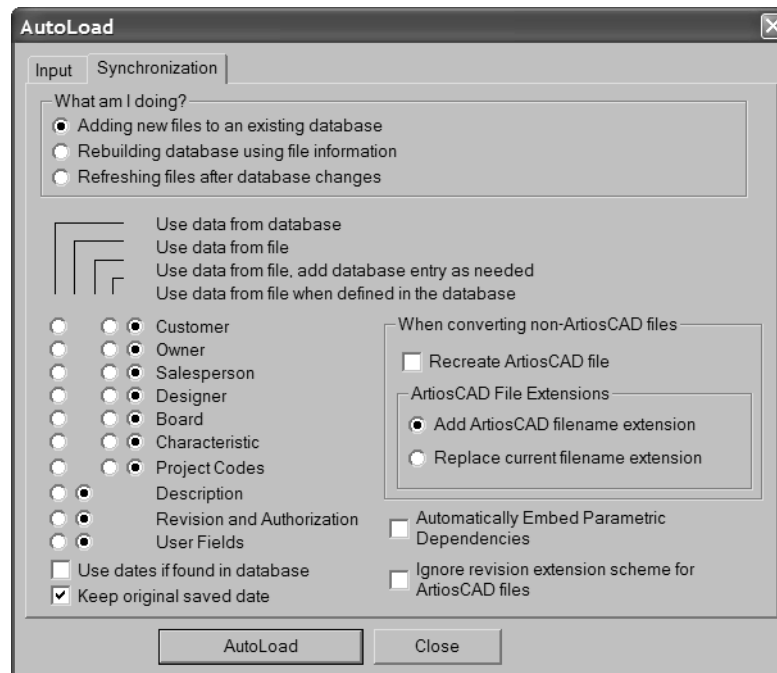 AutoLoad
Input
Synchronization
What am I doing?
Adding new files to an existing database
Rebuilding database using file information
Refreshing files after database changes
Use data from database
Use data from file
Use data from file, add database entry as needed
Use data from file when defined in the database
Customer
Owner
Salesperson
Designer
Board
Characteristic
Project Codes
Description
Revision and Authorization
User Fields
Use dates if found in database
Keep original saved date
When converting non-ArtiosCAD files
Recreate ArtiosCAD file
ArtiosCAD File Extensions
Add ArtiosCAD filename extension
Replace current filename extension
Automatically Embed Parametric
Dependencies
Ignore revision extension scheme for
ArtiosCAD files
AutoLoad
Close